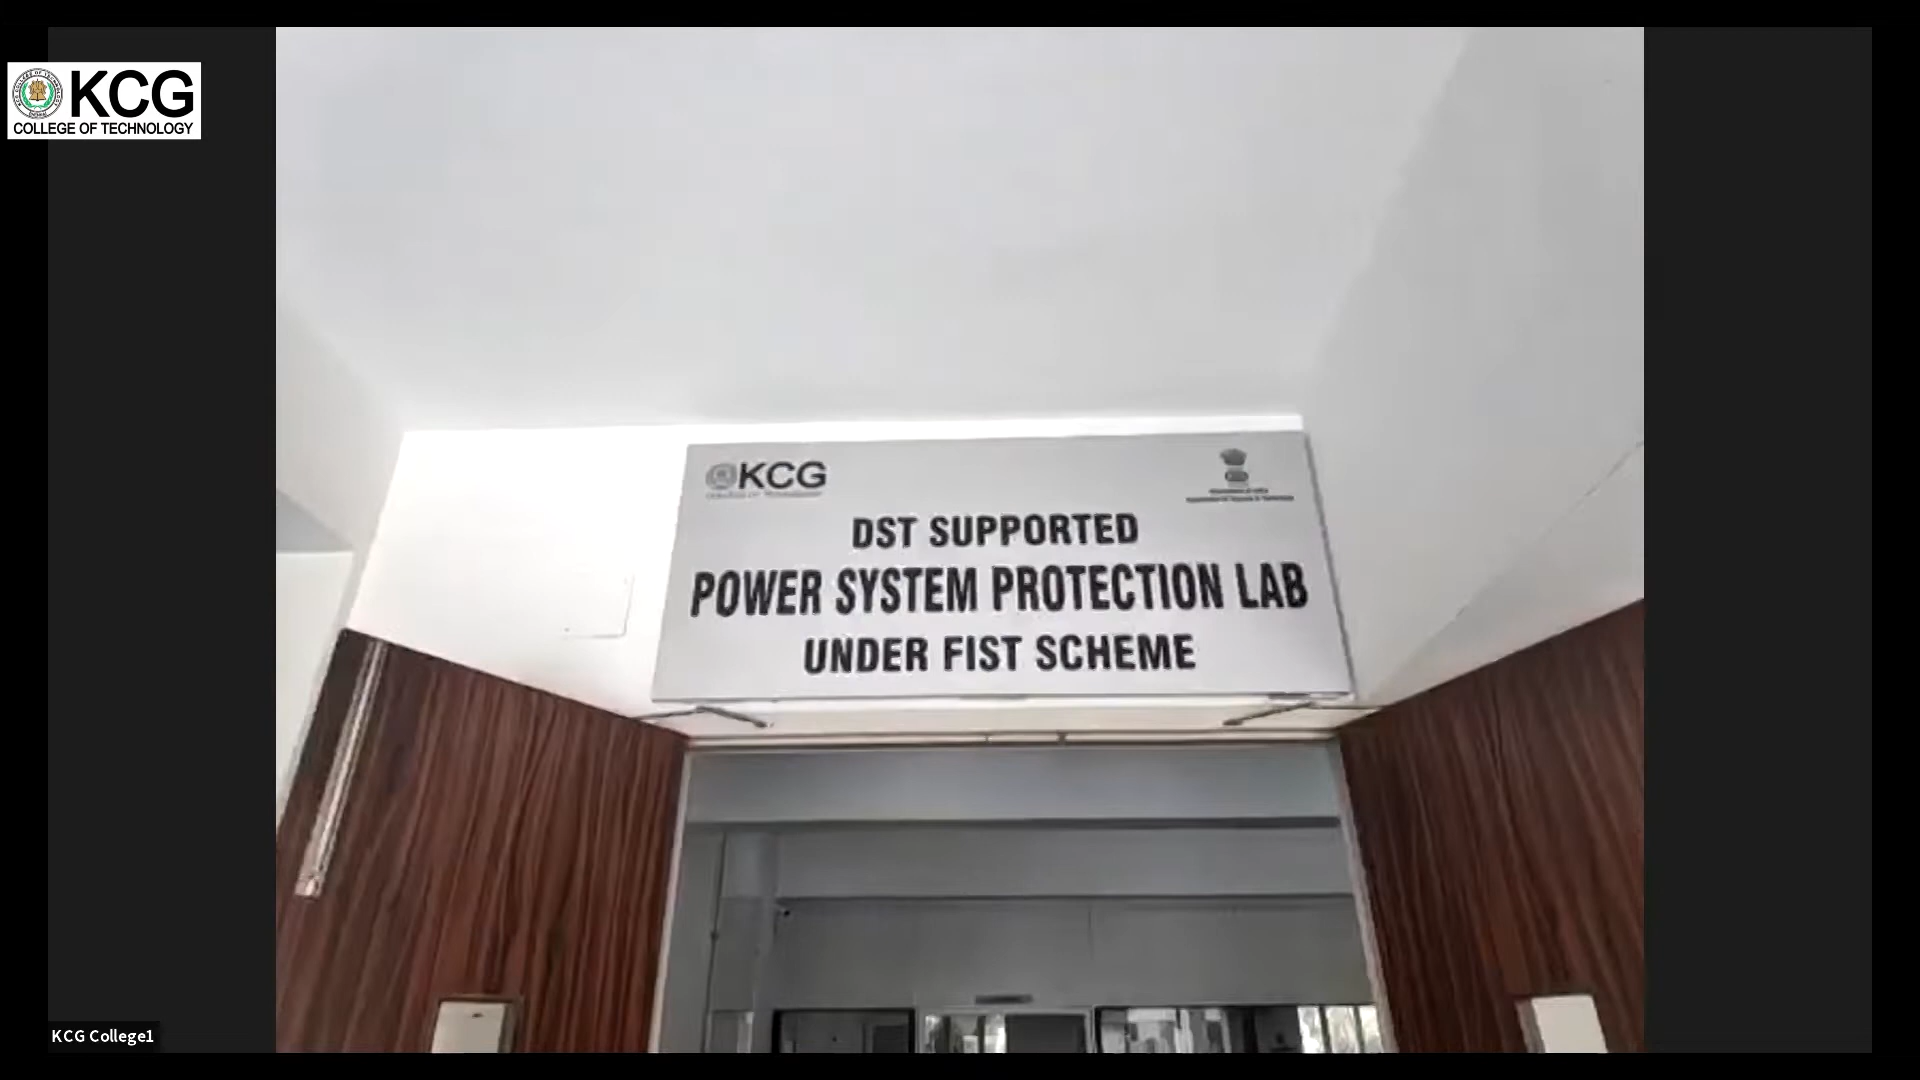 KCG
COLLEGE OF TECHNOLOGY
KCG
DST SUPPORTED
POWER SYSTEM PROTECTION LAB
UNDER FIST SCHEME
KCG College1